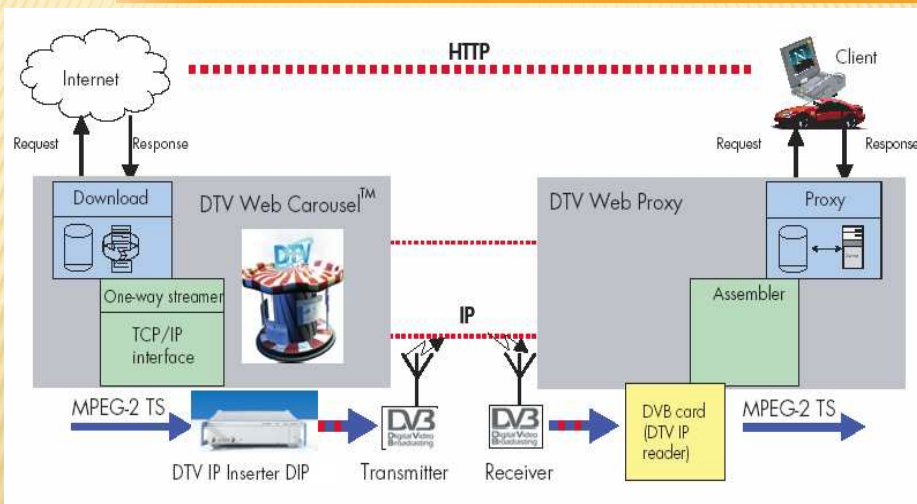 HTTP
Internet
Client
Request
Response
Request
Response
Download
DTV Web Carousel™
DTV
DTV Web Proxy
Proxy
One-way streamer
TCP/IP
interface
Assembler
IP
MPEG-2 TS
DTV IP Inserter DIP
DVB
Digital Video
Broadcasting
Transmitter
DVB
Digital Video
Broadcasting
Receiver
DVB card
(DTV IP
reader)
MPEG-2 TS